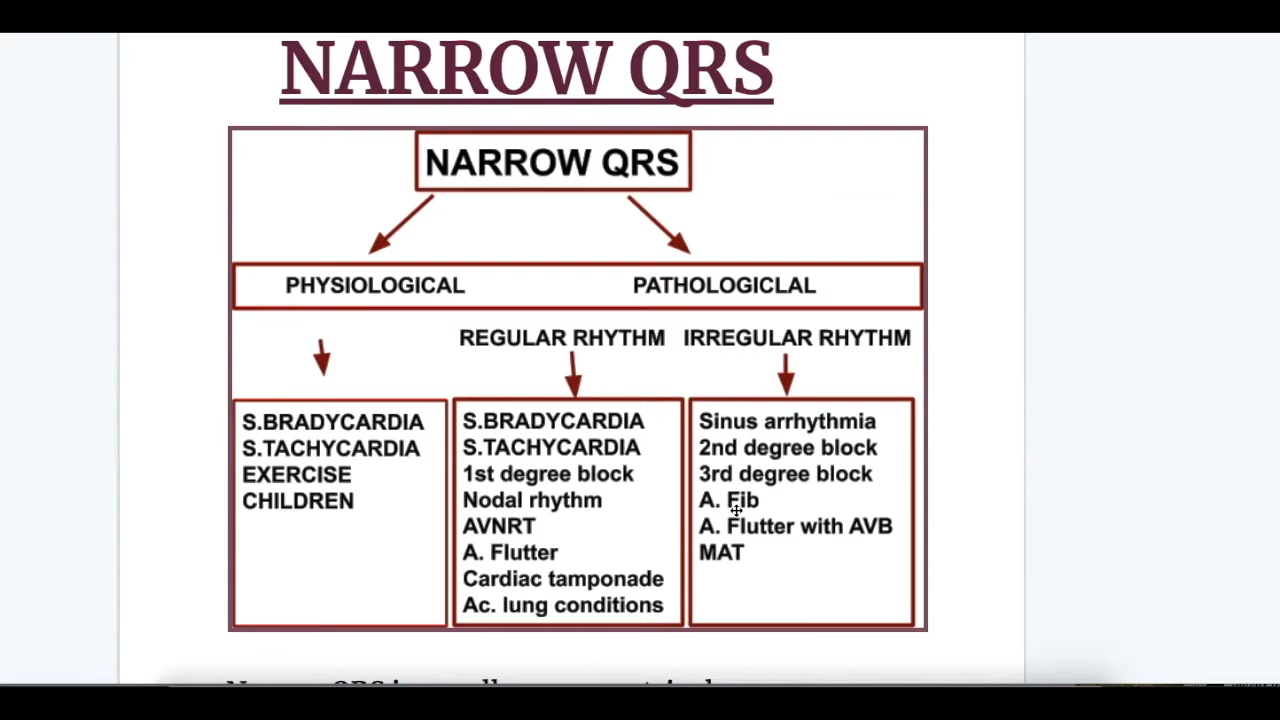 NARROW QRS
NARROW QRS
PHYSIOLOGICAL
PATHOLOGICLAL
REGULAR RHYTHM
IRREGULAR RHYTHM
S.BRADYCARDIA
S.TACHYCARDIA
EXERCISE
CHILDREN
S.BRADYCARDIA
S.TACHYCARDIA
1st degree block
Nodal rhythm
AVNRT
A. Flutter
Cardiac tamponade
Ac. lung conditions
Sinus arrhythmia
2nd degree block
3rd degree block
A. Fib
A. Flutter with AVB
MAT